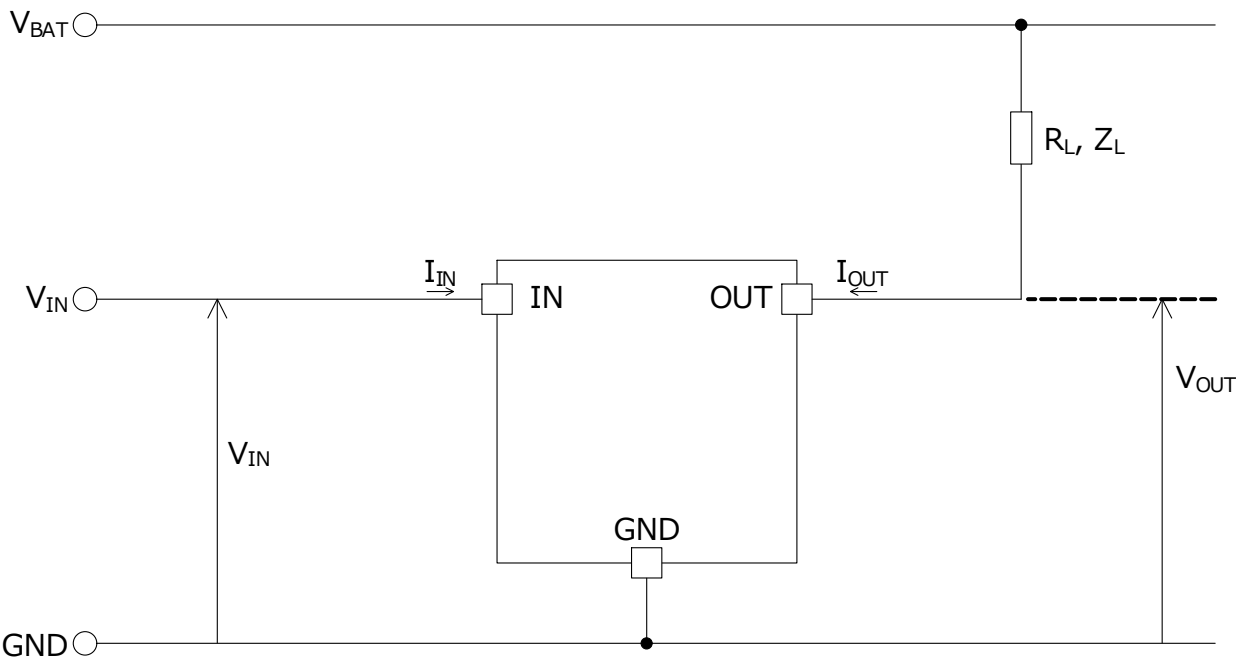 VBAT
RL, ZL
IIN
IOUT
VIN
IN
OUT
VOUT
VIN
GND
GND